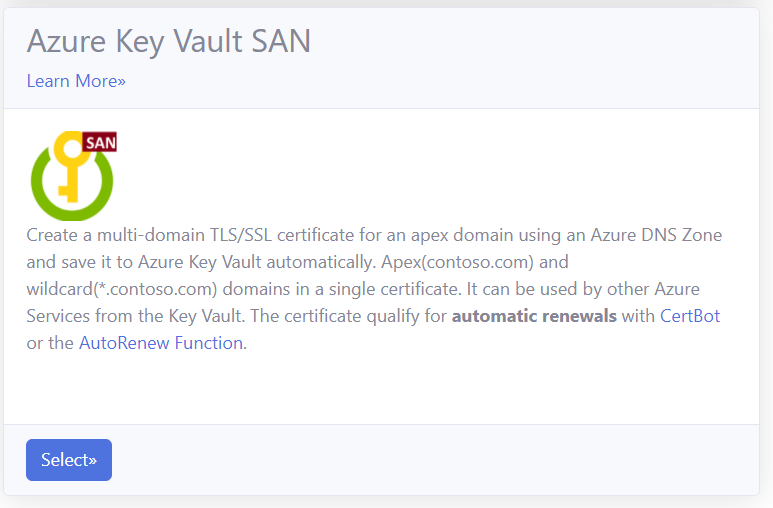 Azure Key Vault SAN
Learn More»
SAN
Create a multi-domain TLS/SSL certificate for an apex domain using an Azure DNS Zone
and save it to Azure Key Vault automatically. Apex(contoso.com) and
wildcard(*.contoso.com) domains in a single certificate. It can be used by other Azure
Services from the Key Vault. The certificate qualify for automatic renewals with CertBot
or the AutoRenew Function.
Select»